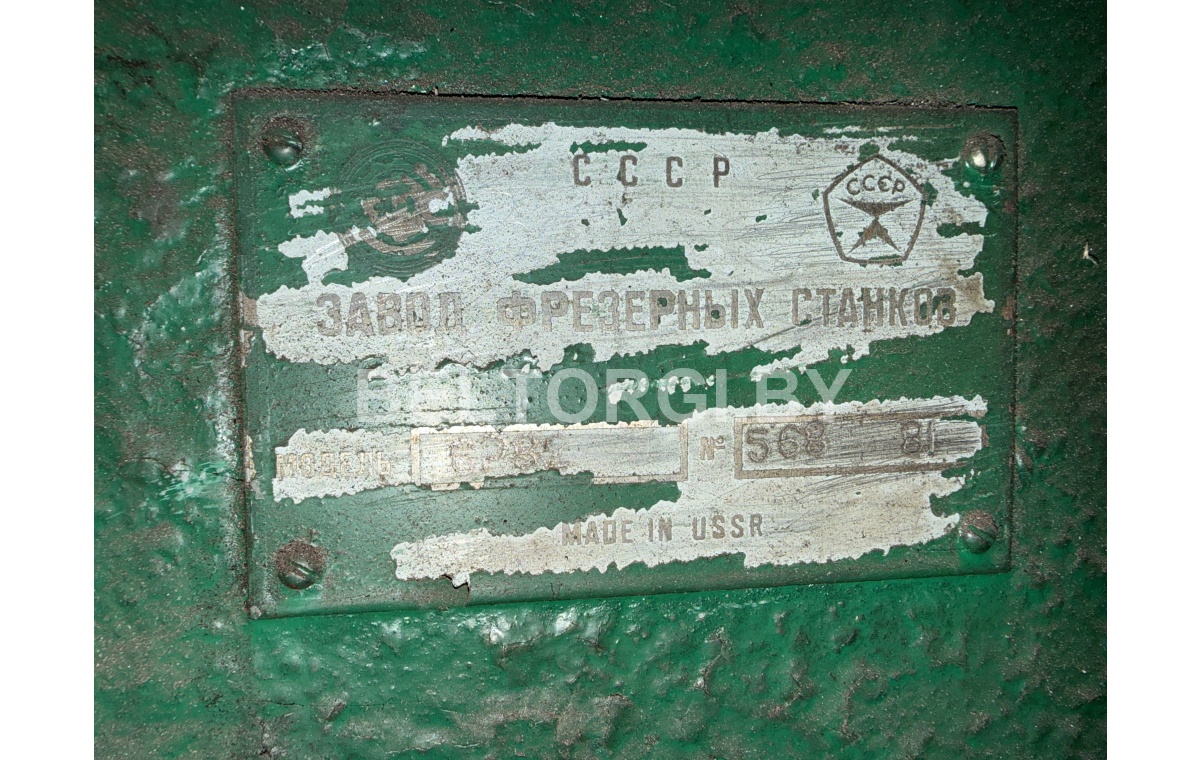 СССР
СССР
ЗАВОД ФРЕЗЕРНЫХ СТАНКОВ
BELTORGI.BY
МОДЕЛЬ № 568 81
MADE IN USSR